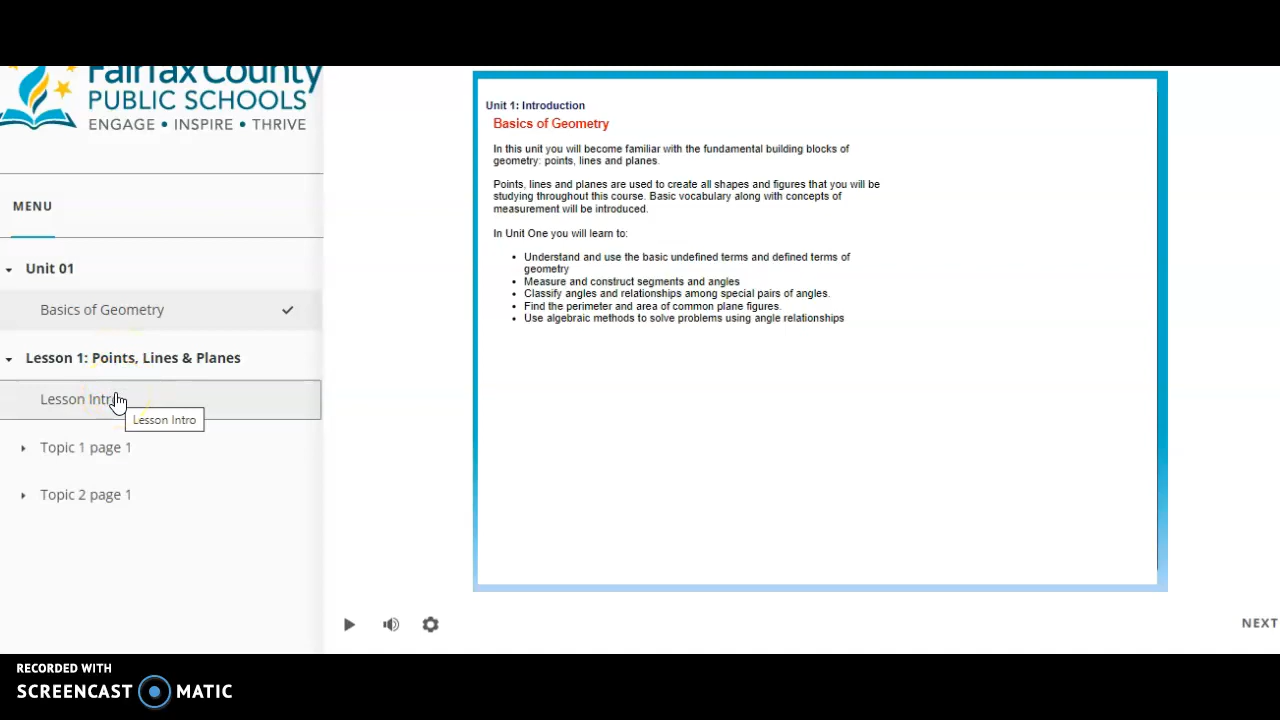 Fairfax County
PUBLIC SCHOOLS
ENGAGE • INSPIRE • THRIVE
MENU
Unit 01
Basics of Geometry
Lesson 1: Points, Lines & Planes
Lesson Intro
Lesson Intro
Topic 1 page 1
Topic 2 page 1
Unit 1: Introduction
Basics of Geometry
In this unit you will become familiar with the fundamental building blocks of
geometry: points, lines and planes.
Points, lines and planes are used to create all shapes and figures that you will be
studying throughout this course. Basic vocabulary along with concepts of
measurement will be introduced.
In Unit One you will learn to:
• Understand and use the basic undefined terms and defined terms of
geometry
• Measure and construct segments and angles
• Classify angles and relationships among special pairs of angles.
• Find the perimeter and area of common plane figures.
• Use algebraic methods to solve problems using angle relationships
NEXT
RECORDED WITH
SCREENCAST MATIC